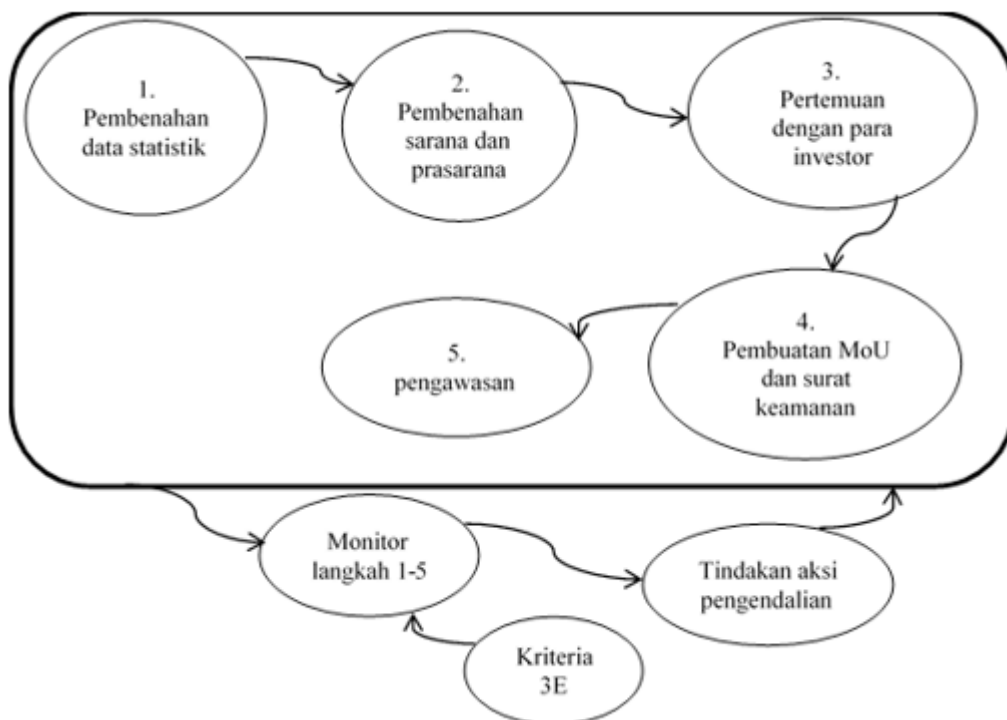 1.
Pembenahan
data statistik
2.
Pembenahan
sarana dan
prasarana
3.
Pertemuan
dengan para
investor
4.
Pembuatan MoU
dan surat
keamanan
5.
pengawasan
Monitor
langkah 1-5
Tindakan aksi
pengendalian
Kriteria
3E